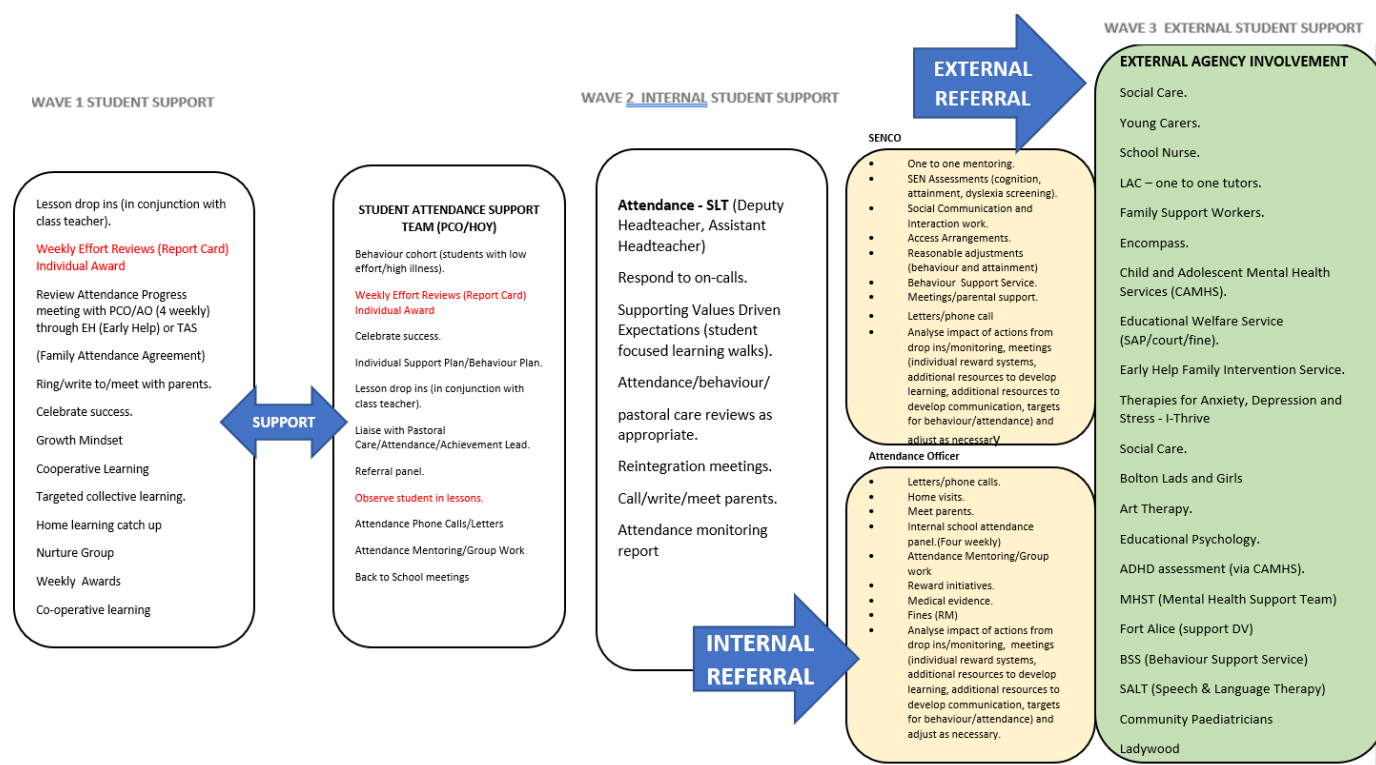 WAVE 1 STUDENT SUPPORT
Lesson drop ins (in conjunction with
class teacher).
Weekly Effort Reviews (Report Card)
Individual Award
Review Attendance Progress
meeting with PCO/AO (4 weekly)
through EH (Early Help) or TAS
(Family Attendance Agreement)
Ring/write to/meet with parents.
Celebrate success.
Growth Mindset
Cooperative Learning
Targeted collective learning.
Home learning catch up
Nurture Group
Weekly Awards
Co-operative learning
SUPPORT
STUDENT ATTENDANCE SUPPORT
TEAM (PCO/HOY)
Behaviour cohort (students with low
effort/high illness).
Weekly Effort Reviews (Report Card)
Individual Award
Celebrate success.
Individual Support Plan/Behaviour Plan.
Lesson drop ins (in conjunction with
class teacher).
Liaise with Pastoral
Care/Attendance/Achievement Lead.
Referral panel.
Observe student in lessons.
Attendance Phone Calls/Letters
Attendance Mentoring/Group Work
Back to School meetings
WAVE 2 INTERNAL STUDENT SUPPORT
Attendance - SLT (Deputy
Headteacher, Assistant
Headteacher)
Respond to on-calls.
Supporting Values Driven
Expectations (student
focused learning walks).
Attendance/behaviour/
pastoral care reviews as
appropriate.
Reintegration meetings.
Call/write/meet parents.
Attendance monitoring
report
INTERNAL
REFERRAL
SENCO
• One to one mentoring.
• SEN Assessments (cognition,
attainment, dyslexia screening).
• Social Communication and
Interaction work.
• Access Arrangements.
• Reasonable adjustments
(behaviour and attainment)
• Behaviour Support Service.
• Meetings/parental support.
• Letters/phone call
• Analyse impact of actions from
drop ins/monitoring, meetings
(individual reward systems,
additional resources to develop
learning, additional resources to
develop communication, targets
for behaviour/attendance) and
adjust as necessary
Attendance Officer
• Letters/phone calls.
• Home visits.
• Meet parents.
• Internal school attendance
panel.(Four weekly)
• Attendance Mentoring/Group
work
• Reward initiatives.
• Medical evidence.
• Fines (RM)
• Analyse impact of actions from
drop ins/monitoring, meetings
(individual reward systems,
additional resources to develop
learning, additional resources to
develop communication, targets
for behaviour/attendance) and
adjust as necessary.
EXTERNAL
REFERRAL
WAVE 3 EXTERNAL STUDENT SUPPORT
EXTERNAL AGENCY INVOLVEMENT
Social Care.
Young Carers.
School Nurse.
LAC – one to one tutors.
Family Support Workers.
Encompass.
Child and Adolescent Mental Health
Services (CAMHS).
Educational Welfare Service
(SAP/court/fine).
Early Help Family Intervention Service.
Therapies for Anxiety, Depression and
Stress - I-Thrive
Social Care.
Bolton Lads and Girls
Art Therapy.
Educational Psychology.
ADHD assessment (via CAMHS).
MHST (Mental Health Support Team)
Fort Alice (support DV)
BSS (Behaviour Support Service)
SALT (Speech & Language Therapy)
Community Paediatricians
Ladywood